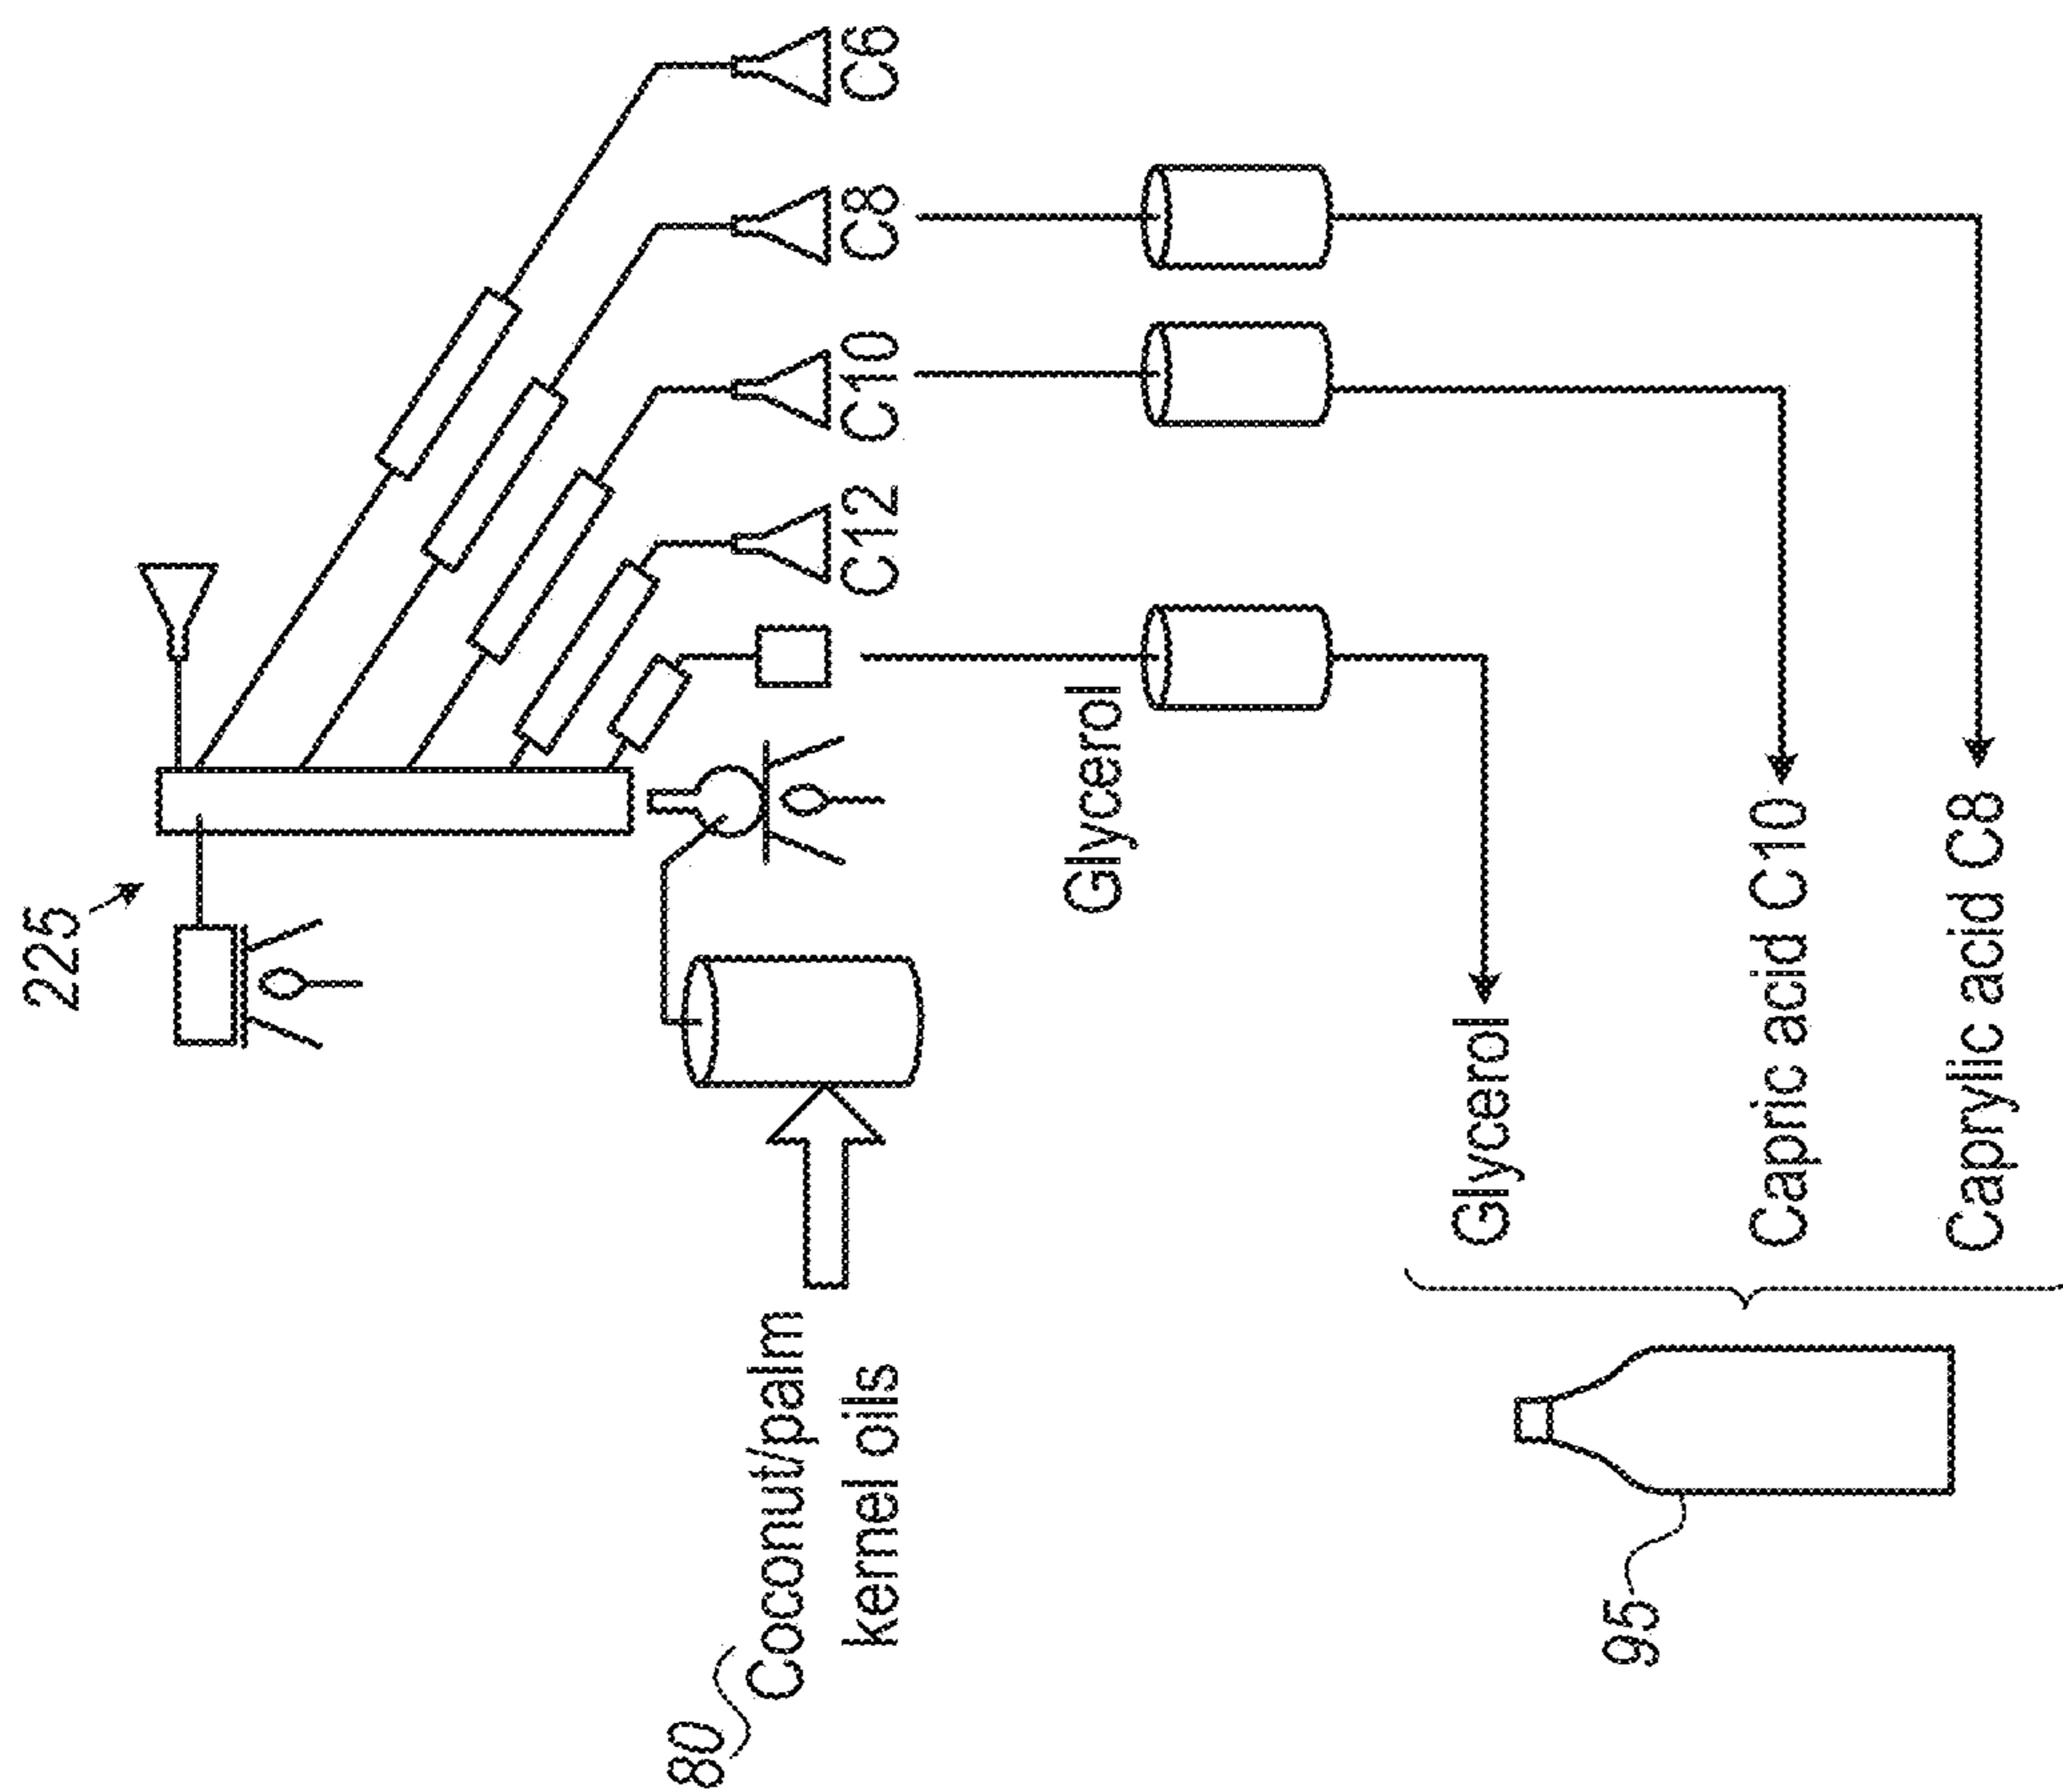 225
C6
C8
C10
C12
80
Coconut/palm
kernel oils
Glycerol
Glycerol
Capric acid C10
Caprylic acid C8
95